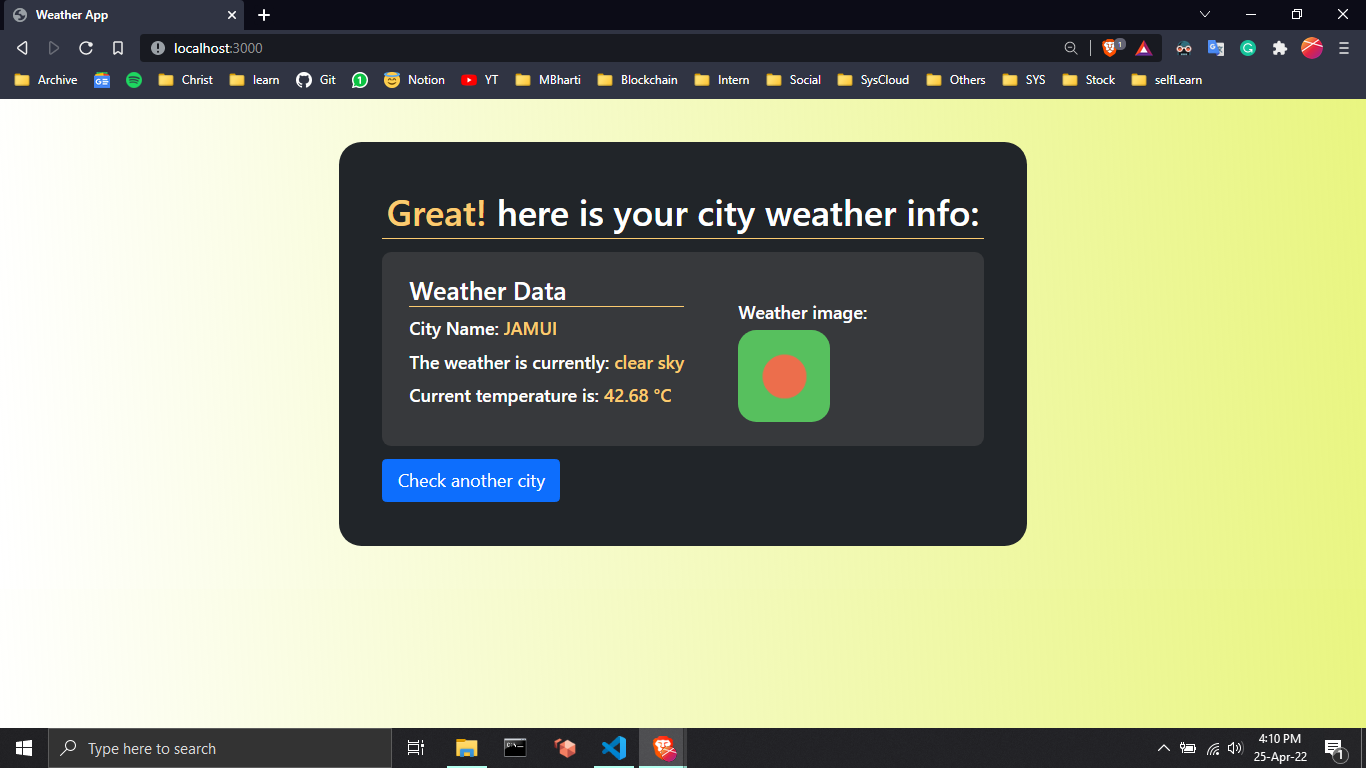 Weather App
localhost:3000
1
Archive Christ learn Git 1 Notion YT MBharti Blockchain Intern Social SysCloud Others SYS Stock selfLearn
Great! here is your city weather info:
Weather Data
City Name: JAMUI
The weather is currently: clear sky
Current temperature is: 42.68 °C
Weather image:
Check another city
Type here to search
4:10 PM
25-Apr-22
1